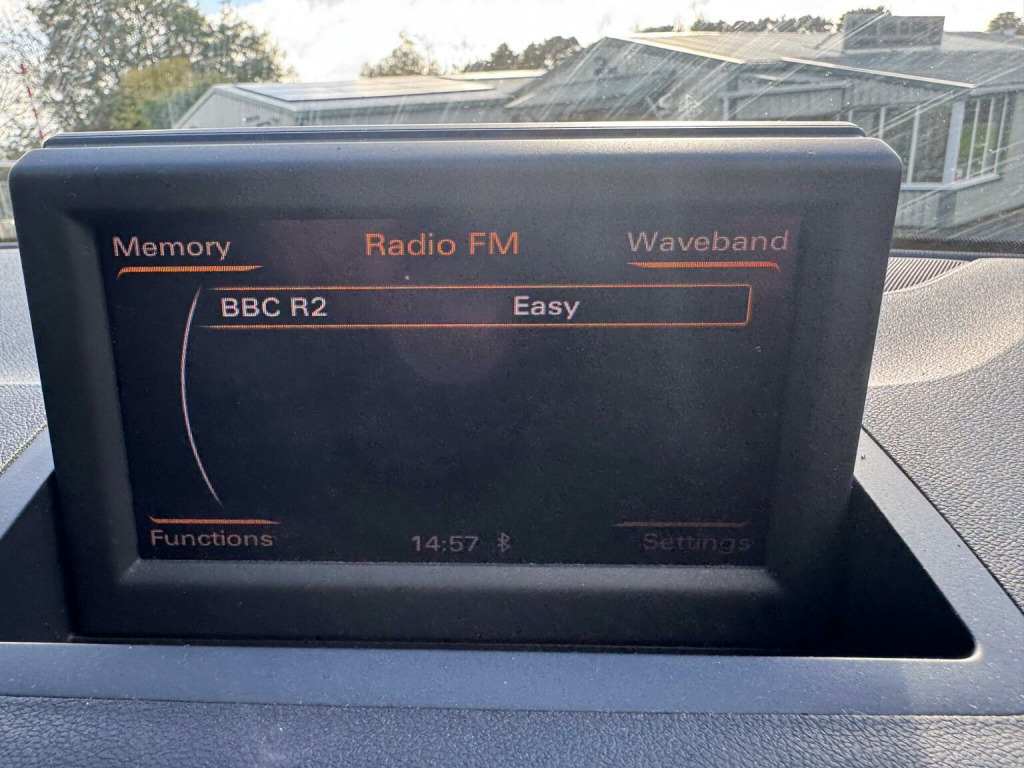 Memory Radio FM Waveband
BBC R2 Easy
Functions 14:57 Settings